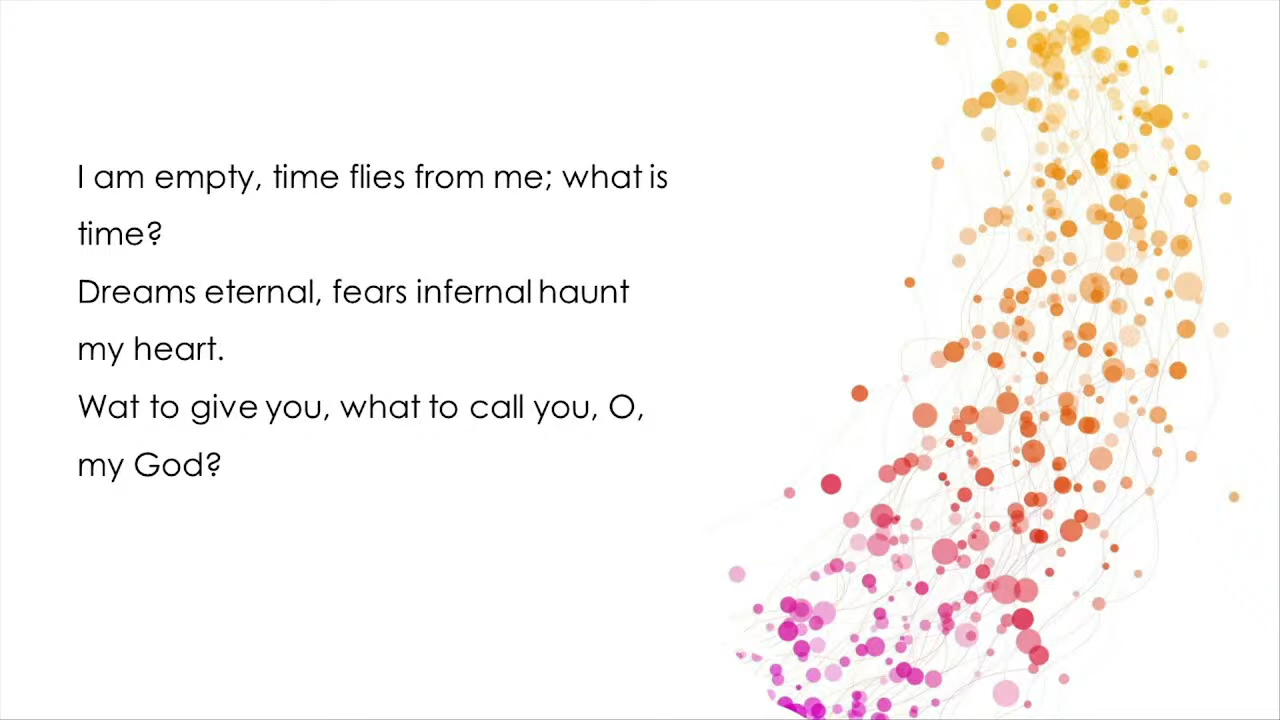 I am empty, time flies from me; what is
time?
Dreams eternal, fears infernal haunt
my heart.
Wat to give you, what to call you, O,
my God?